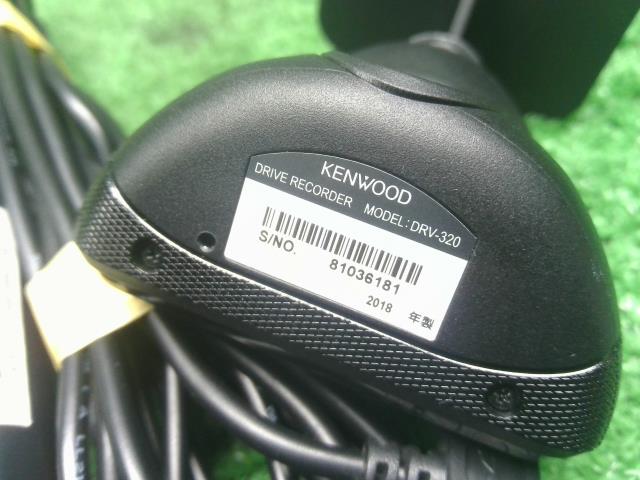 KENWOOD
DRIVE RECORDER MODEL: DRV-320
S/NO. 81036181
2018 年製